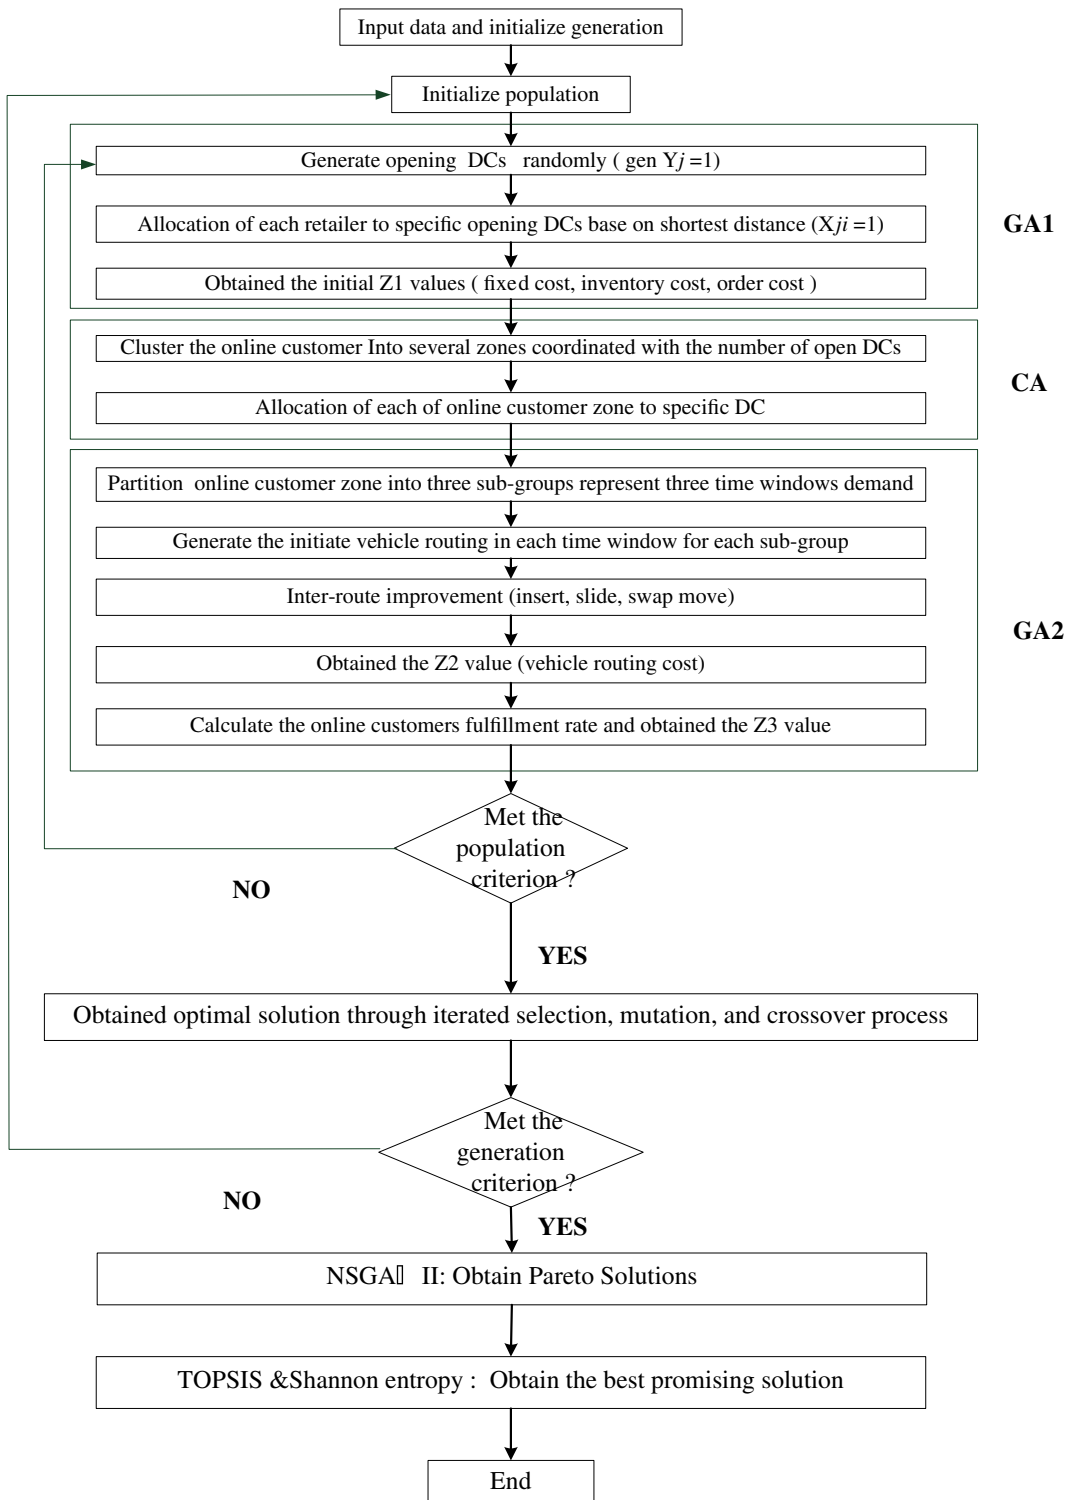 Input data and initialize generation
Initialize population
Generate opening DCs randomly ( gen Yj =1)
Allocation of each retailer to specific opening DCs base on shortest distance (Xji =1)
GA1
Obtained the initial Z1 values ( fixed cost, inventory cost, order cost )
Cluster the online customer Into several zones coordinated with the number of open DCs
CA
Allocation of each of online customer zone to specific DC
Partition online customer zone into three sub-groups represent three time windows demand
Generate the initiate vehicle routing in each time window for each sub-group
Inter-route improvement (insert, slide, swap move)
GA2
Obtained the Z2 value (vehicle routing cost)
Calculate the online customers fulfillment rate and obtained the Z3 value
Met the
population
criterion ?
NO
YES
Obtained optimal solution through iterated selection, mutation, and crossover process
Met the
generation
criterion ?
NO
YES
NSGA▯ II: Obtain Pareto Solutions
TOPSIS &Shannon entropy : Obtain the best promising solution
End